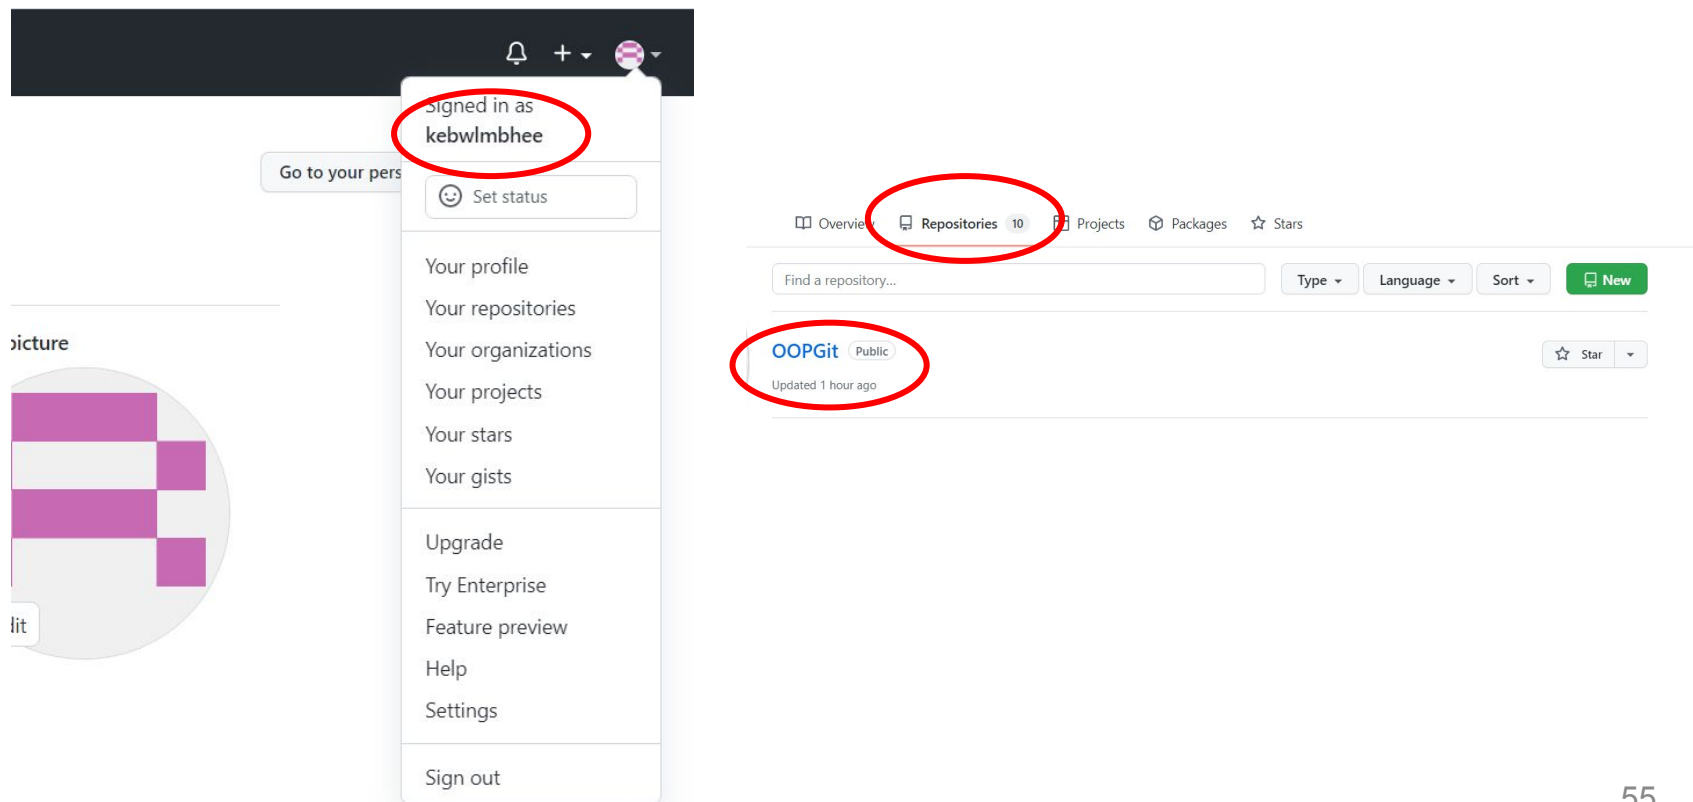 Signed in as
kebwlmbhee
Go to your pers
Set status
Your profile
Your repositories
Your organizations
Your projects
Your stars
Your gists
Upgrade
Try Enterprise
Feature preview
Help
Settings
Sign out
picture
dit
Overview Repositories 10 Projects Packages Stars
Find a repository... Type Language Sort New
OOPGit Public Star
Updated 1 hour ago
55